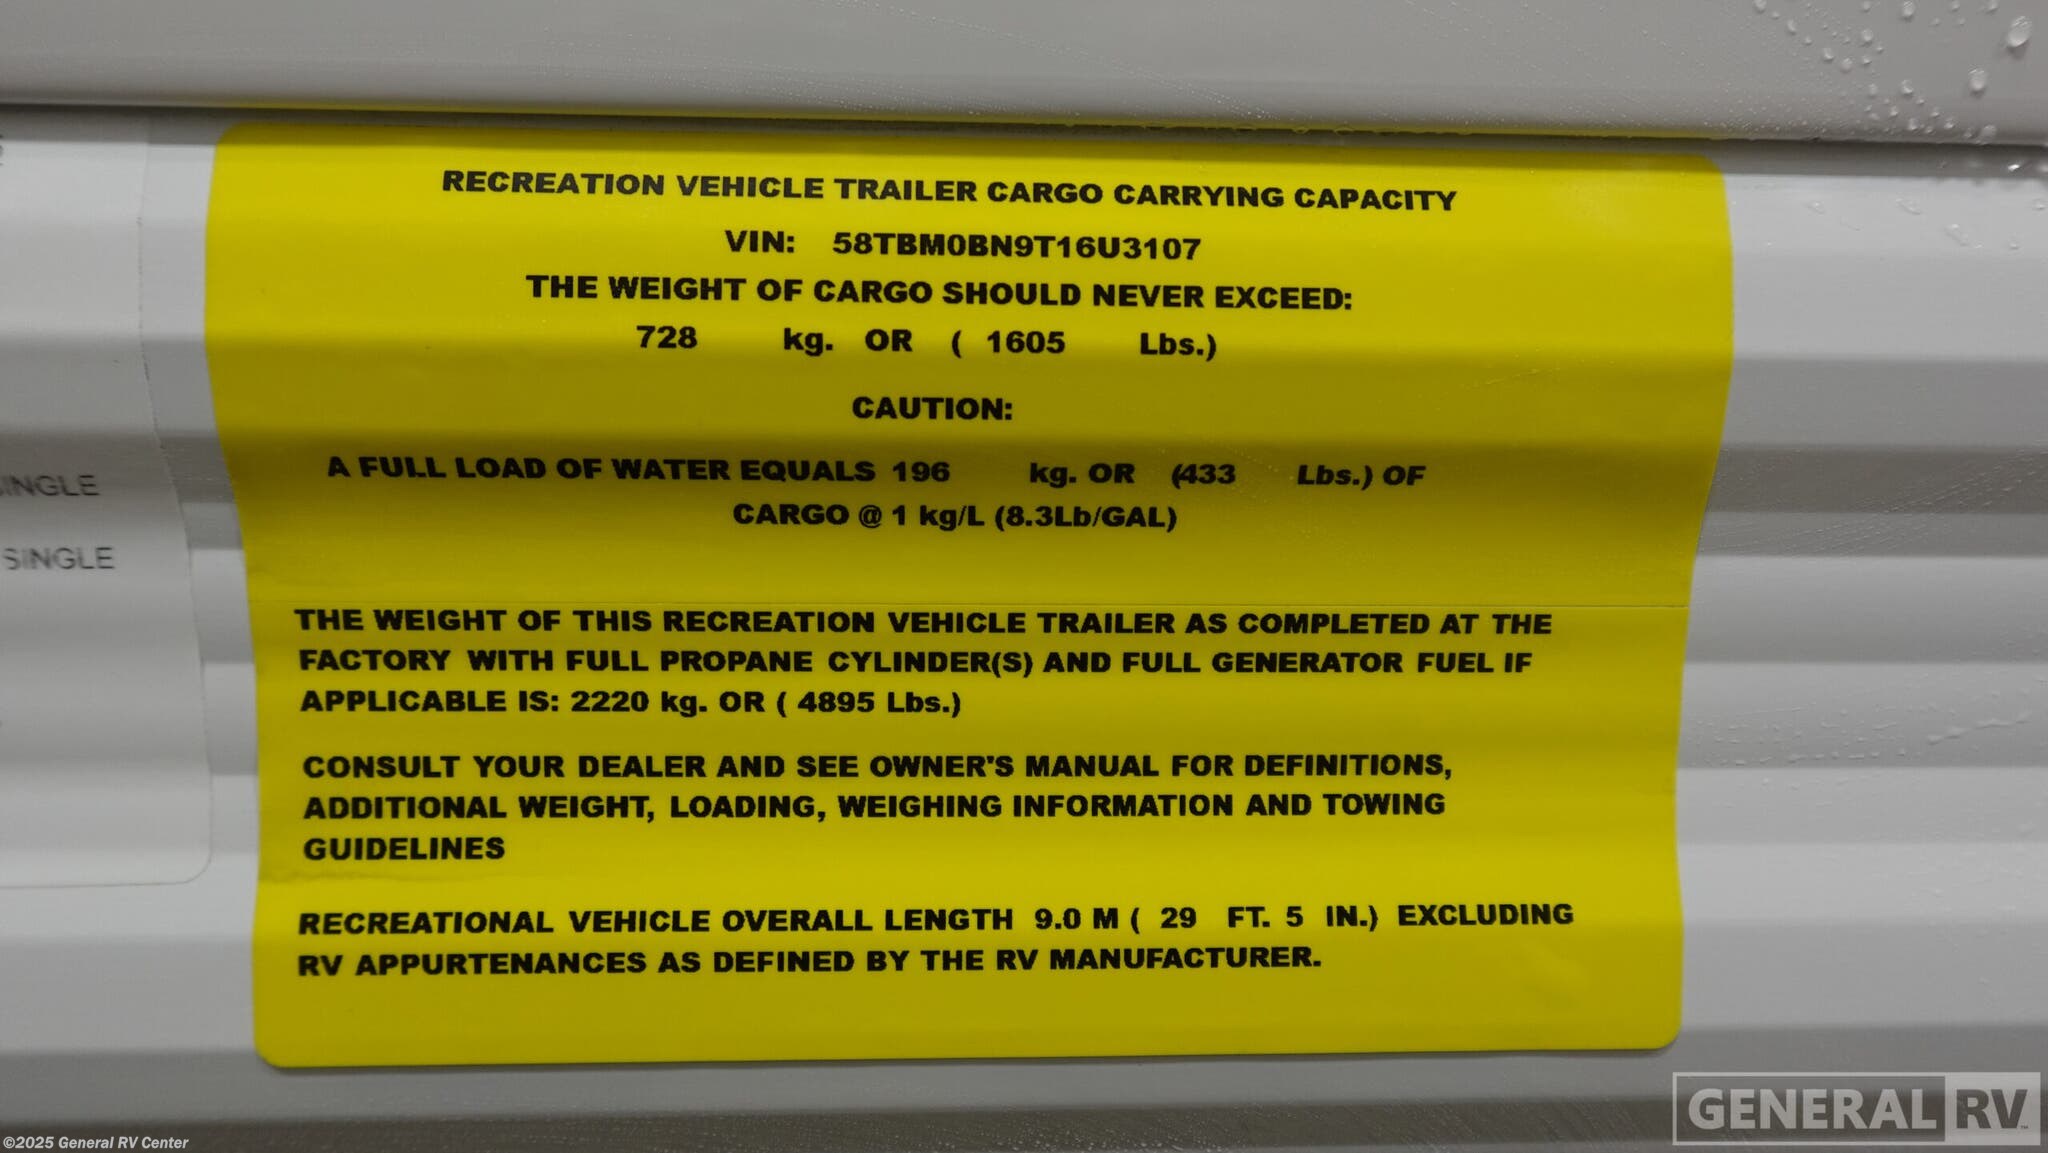 RECREATION VEHICLE TRAILER CARGO CARRYING CAPACITY
VIN: 58TBM0BN9T16U3107
THE WEIGHT OF CARGO SHOULD NEVER EXCEED:
728 kg. OR ( 1605 Lbs.)
CAUTION:
A FULL LOAD OF WATER EQUALS 196 kg. OR (433 Lbs.) OF
CARGO @ 1 kg/L (8.3Lb/GAL)
THE WEIGHT OF THIS RECREATION VEHICLE TRAILER AS COMPLETED AT THE
FACTORY WITH FULL PROPANE CYLINDER(S) AND FULL GENERATOR FUEL IF
APPLICABLE IS: 2220 kg. OR ( 4895 Lbs.)
CONSULT YOUR DEALER AND SEE OWNER'S MANUAL FOR DEFINITIONS,
ADDITIONAL WEIGHT, LOADING, WEIGHING INFORMATION AND TOWING
GUIDELINES
RECREATIONAL VEHICLE OVERALL LENGTH 9.0 M ( 29 FT. 5 IN.) EXCLUDING
RV APPURTENANCES AS DEFINED BY THE RV MANUFACTURER.
SINGLE
SINGLE
GENERAL RV
©2025 General RV Center